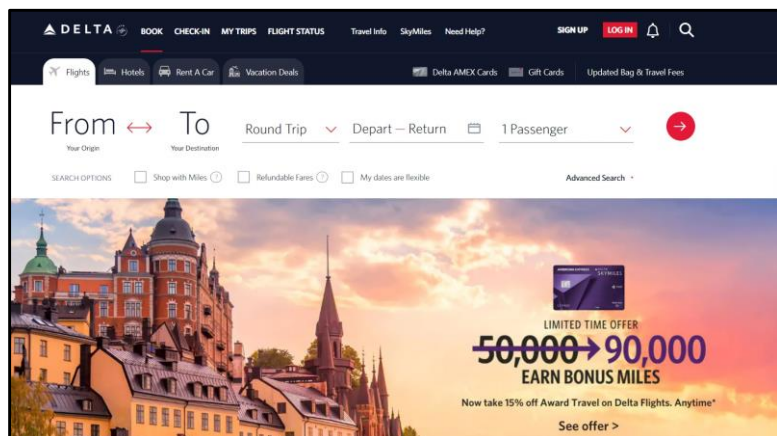 DELTA BOOK CHECK-IN MY TRIPS FLIGHT STATUS Travel Info SkyMiles Need Help? SIGN UP LOG IN
Flights Hotels Rent A Car Vacation Deals Delta AMEX Cards Gift Cards Updated Bag & Travel Fees
From To Round Trip Depart — Return 1 Passenger
Your Origin Your Destination
SEARCH OPTIONS Shop with Miles ? Refundable Fares ? My dates are flexible Advanced Search
SKYMILES
LIMITED TIME OFFER
50,000→90,000
EARN BONUS MILES
Now take 15% off Award Travel on Delta Flights. Anytime*
See offer >